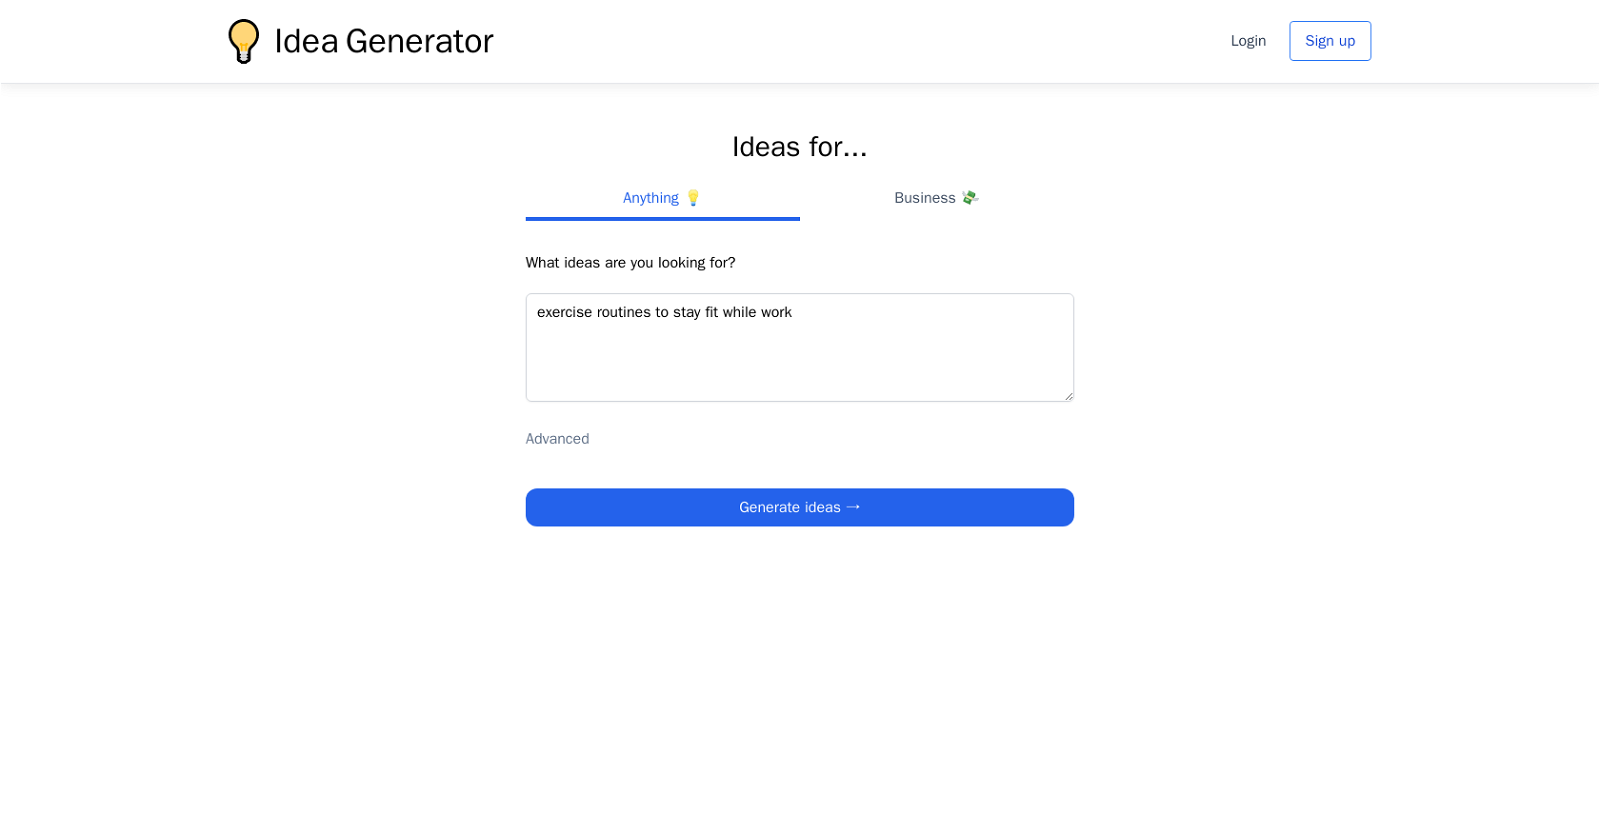 Idea Generator
Login
Sign up
Ideas for...
Anything 💡
Business 💸
What ideas are you looking for?
exercise routines to stay fit while work
Advanced
Generate ideas →